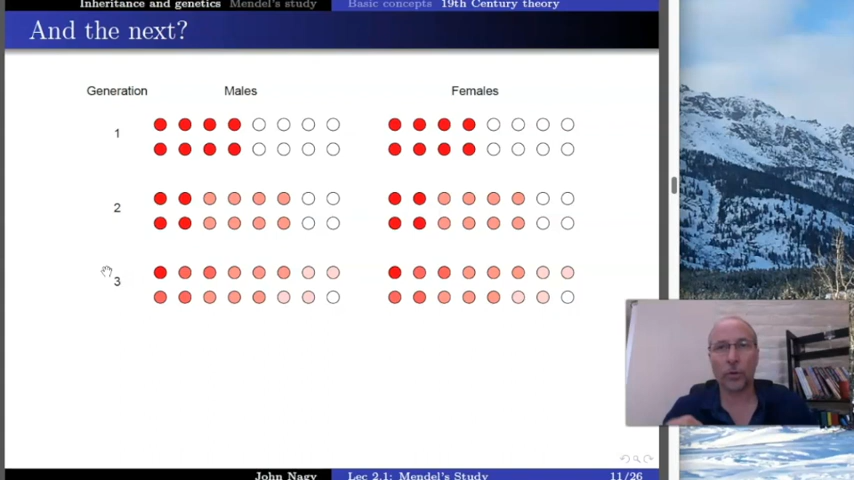 Inheritance and genetics Mendel's study Basic concepts 19th Century theory
And the next?
Generation Males Females
1
2
3
John Nagy Lec 2.1: Mendel's Study 11/26